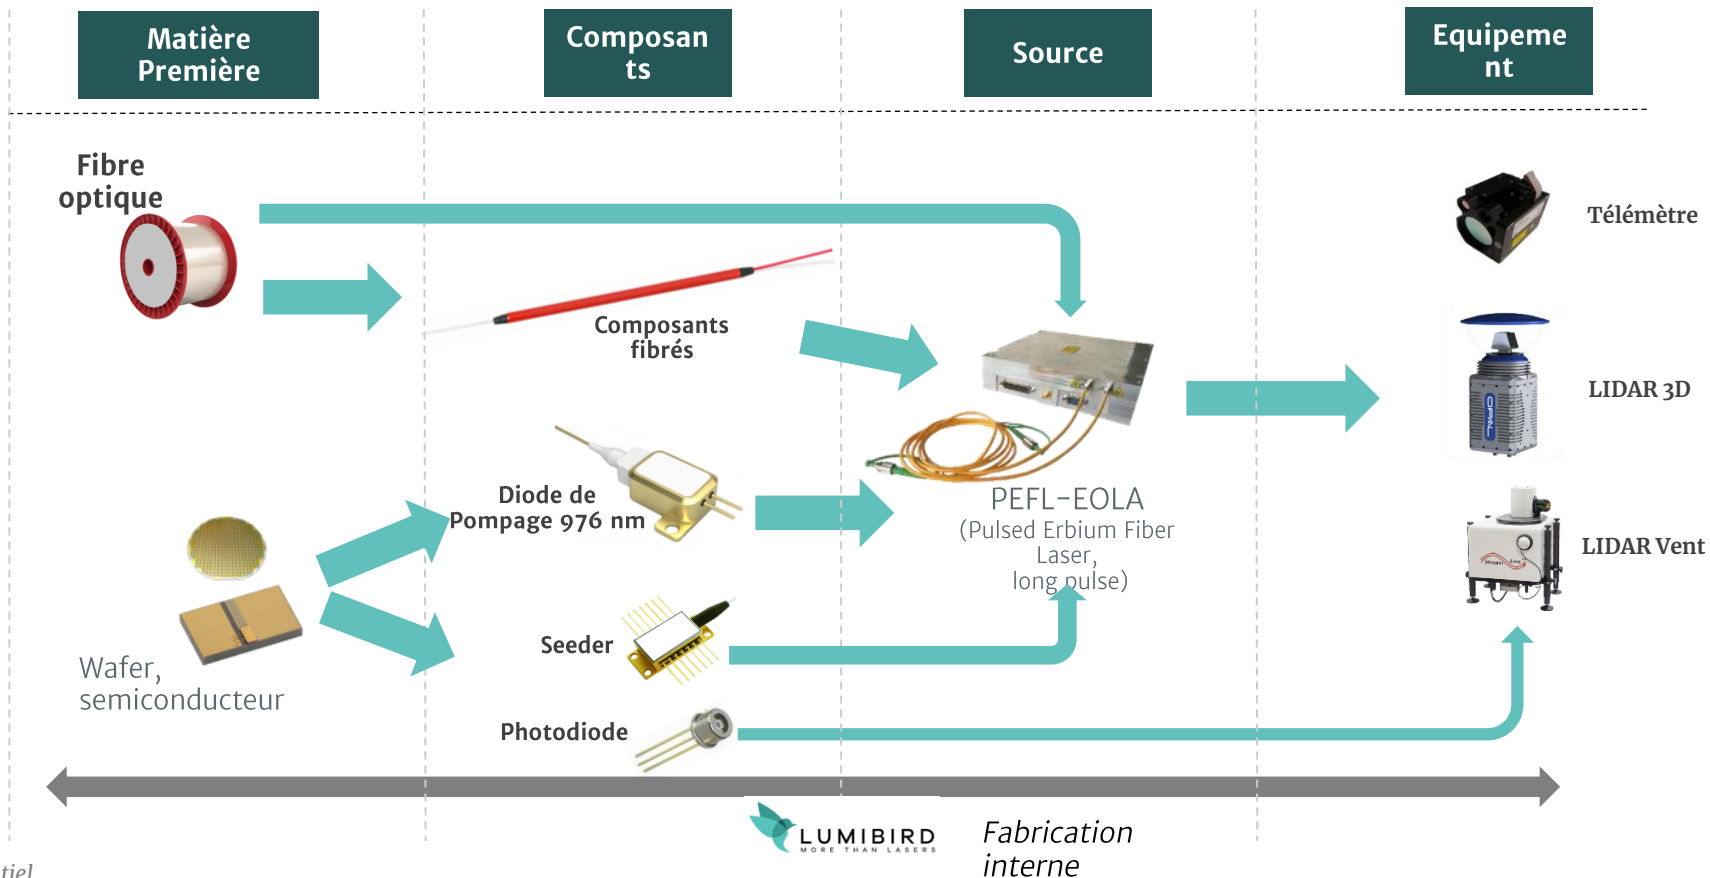 Matière
Première
Composan
ts
Source
Equipeme
nt
Fibre
optique
Télémètre
Composants
fibrés
OPAL
LIDAR 3D
Diode de
Pompage 976 nm
PEFL-EOLA
(Pulsed Erbium Fiber
Laser,
long pulse)
LIDAR Vent
Wafer,
semiconducteur
Seeder
Photodiode
LUMIBIRD
MORE THAN LASERS
Fabrication
interne
tiel